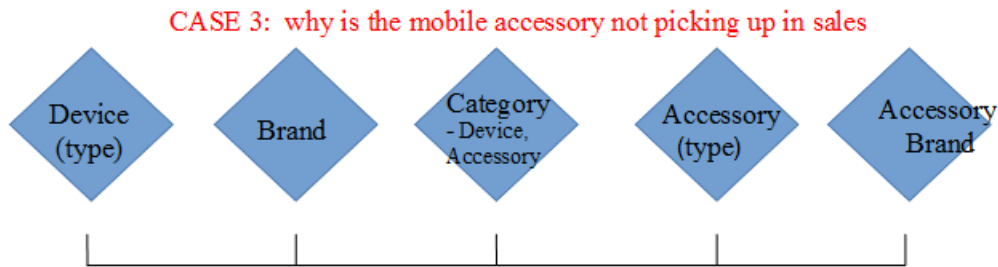 CASE 3: why is the mobile accessory not picking up in sales
Device
(type)
Brand
Category
- Device,
Accessory
Accessory
(type)
Accessory
Brand